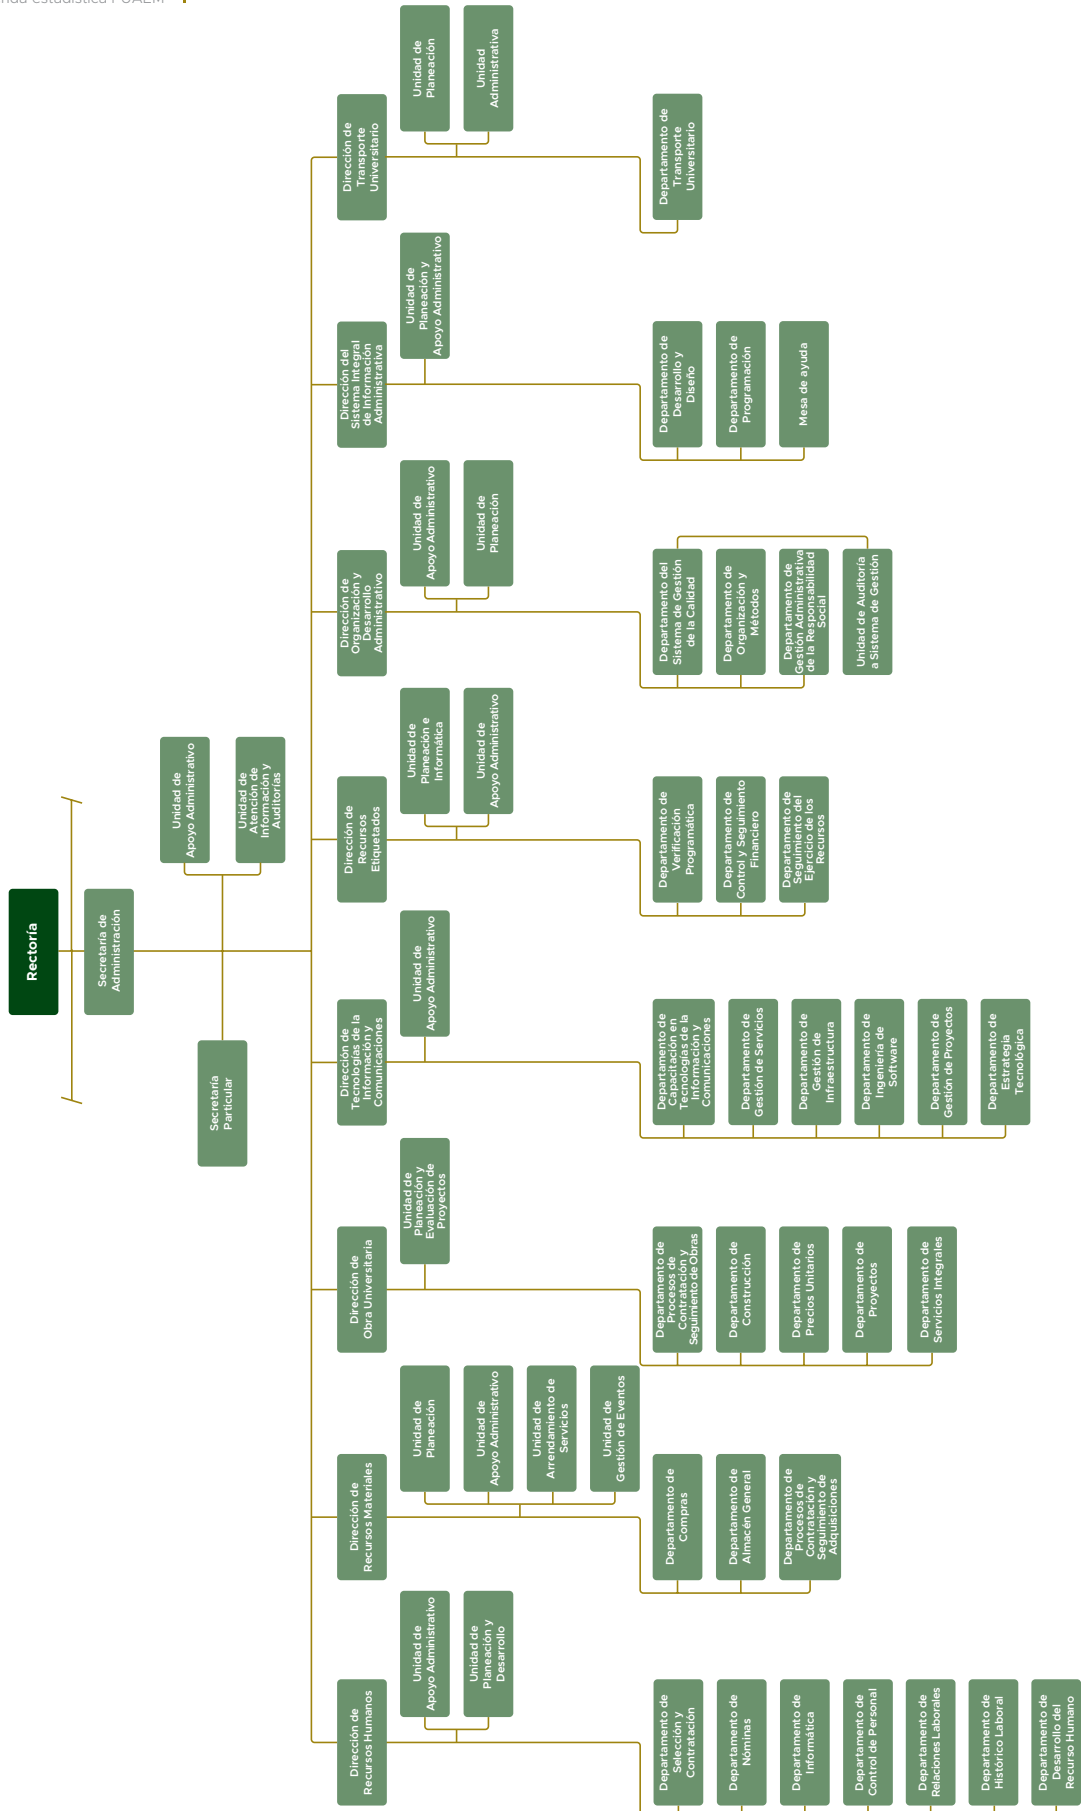 estadística UAEM
Rectoría
Secretaría de
Administración
Secretaría
Particular
Unidad de
Apoyo Administrativo
Unidad de
Atención de
Información y
Auditorías
Dirección de
Recursos Humanos
Unidad de
Apoyo Administrativo
Unidad de
Planeación y
Desarrollo
Departamento de
Selección y
Contratación
Departamento de
Nóminas
Departamento de
Informática
Departamento de
Control de Personal
Departamento de
Relaciones Laborales
Departamento de
Histórico Laboral
Departamento de
Desarrollo del
Recurso Humano
Dirección de
Recursos Materiales
Unidad de
Planeación
Unidad de
Apoyo Administrativo
Unidad de
Arrendamiento de
Servicios
Unidad de
Gestión de Eventos
Departamento de
Compras
Departamento de
Almacén General
Departamento de
Procesos de
Contratación y
Seguimiento de
Adquisiciones
Dirección de
Obra Universitaria
Unidad de
Planeación y
Evaluación de
Proyectos
Departamento de
Procesos de
Contratación y
Seguimiento de Obras
Departamento de
Construcción
Departamento de
Precios Unitarios
Departamento de
Proyectos
Departamento de
Servicios Integrales
Dirección de
Tecnologías de la
Información y
Comunicaciones
Unidad de
Apoyo Administrativo
Departamento de
Capacitación en
Tecnologías de la
Información y
Comunicaciones
Departamento de
Gestión de Servicios
Departamento de
Gestión de
Infraestructura
Departamento de
Ingeniería de
Software
Departamento de
Gestión de Proyectos
Departamento de
Estrategia
Tecnológica
Dirección de
Recursos
Etiquetados
Unidad de
Planeación e
Informática
Unidad de
Apoyo Administrativo
Departamento de
Verificación
Programática
Departamento de
Control y Seguimiento
Financiero
Departamento de
Seguimiento del
Ejercicio de los
Recursos
Dirección de
Organización y
Desarrollo
Administrativo
Unidad de
Apoyo Administrativo
Unidad de
Planeación
Departamento del
Sistema de Gestión
de la Calidad
Departamento de
Organización y
Métodos
Departamento de
Gestión Administrativa
de la Responsabilidad
Social
Unidad de Auditoría
a Sistema de Gestión
Dirección del
Sistema Integral
de Información
Administrativa
Unidad de
Planeación y
Apoyo Administrativo
Departamento de
Desarrollo y
Diseño
Departamento de
Programación
Mesa de ayuda
Dirección de
Transporte
Universitario
Unidad de
Planeación
Unidad
Administrativa
Departamento de
Transporte
Universitario